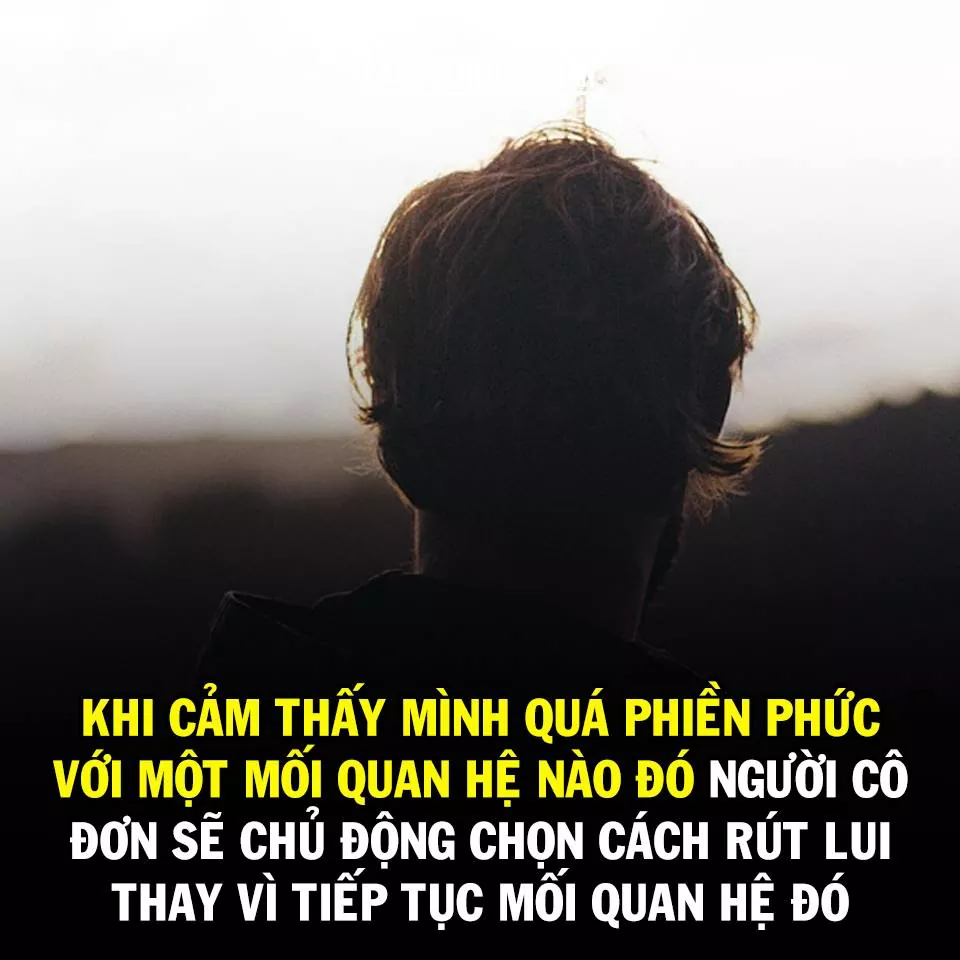 KHI CẢM THẤY MÌNH QUÁ PHIỀN PHỨC
VỚI MỘT MỐI QUAN HỆ NÀO ĐÓ NGƯỜI CÔ
ĐƠN SẼ CHỦ ĐỘNG CHỌN CÁCH RÚT LUI
THAY VÌ TIẾP TỤC MỐI QUAN HỆ ĐÓ